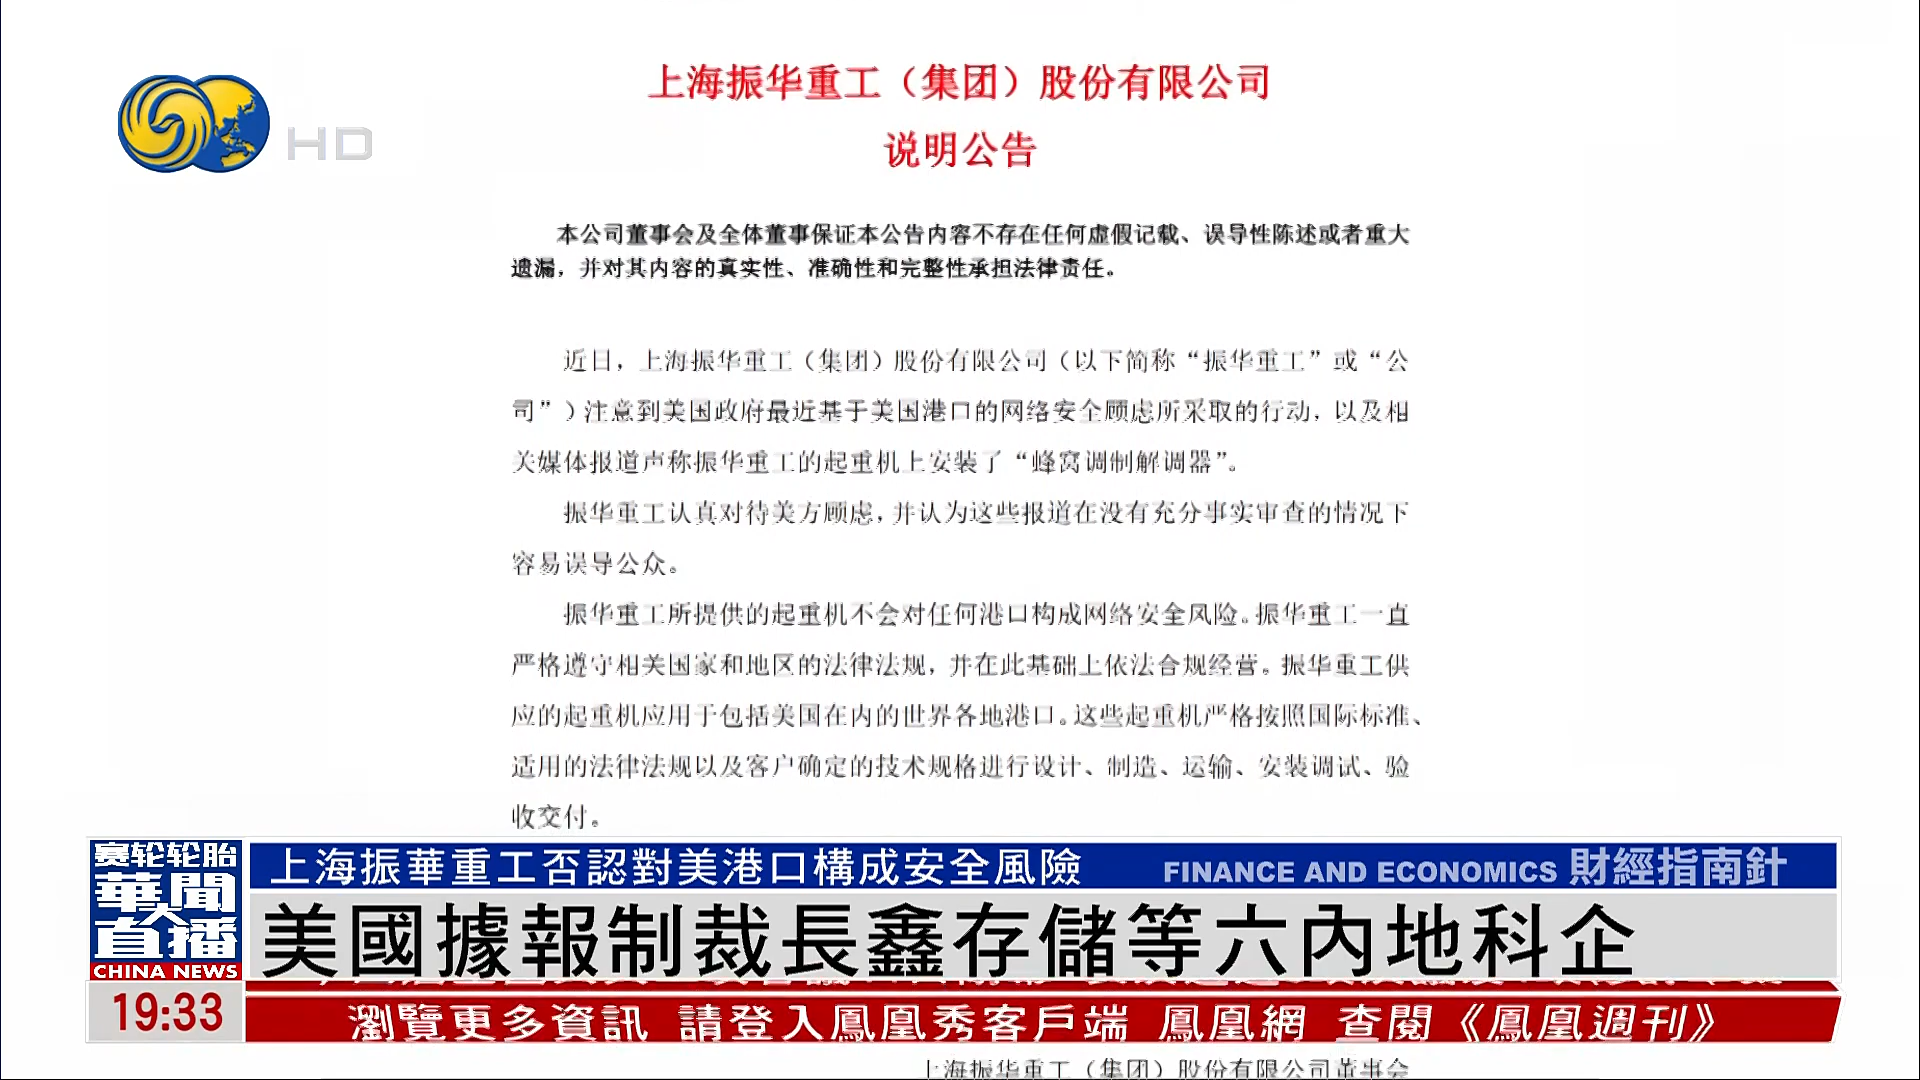 上海振华重工（集团）股份有限公司
HD
说明公告
本公司董事会及全体董事保证本公告内容不存在任何虚假记载、误导性陈述或者重大
遗漏，并对其内容的真实性、准确性和完整性承担法律责任。
近日，上海振华重工（集团）股份有限公司（以下简称“振华重工”或“公
司”）注意到美国政府最近基于美国港口的网络安全顾虑所采取的行动，以及相
关媒体报道声称振华重工的起重机上安装了“蜂窝调制解调器”。
振华重工认真对待美方顾虑，并认为这些报道在没有充分事实审查的情况下
容易误导公众。
振华重工所提供的起重机不会对任何港口构成网络安全风险。振华重工一直
严格遵守相关国家和地区的法律法规，并在此基础上依法合规经营。振华重工供
应的起重机应用于包括美国在内的世界各地港口。这些起重机严格按照国际标准、
适用的法律法规以及客户确定的技术规格进行设计、制造、运输、安装调试、验
收交付。
赛轮轮胎
華聞大直播
CHINA NEWS
19:33
上海振華重工否認對美港口構成安全風險
FINANCE AND ECONOMICS 財經指南針
美國據報制裁長鑫存儲等六內地科企
瀏覽更多資訊 請登入鳳凰秀客戶端 鳳凰網 查閱《鳳凰週刊》
上海振华重工（集团）股份有限公司董事会